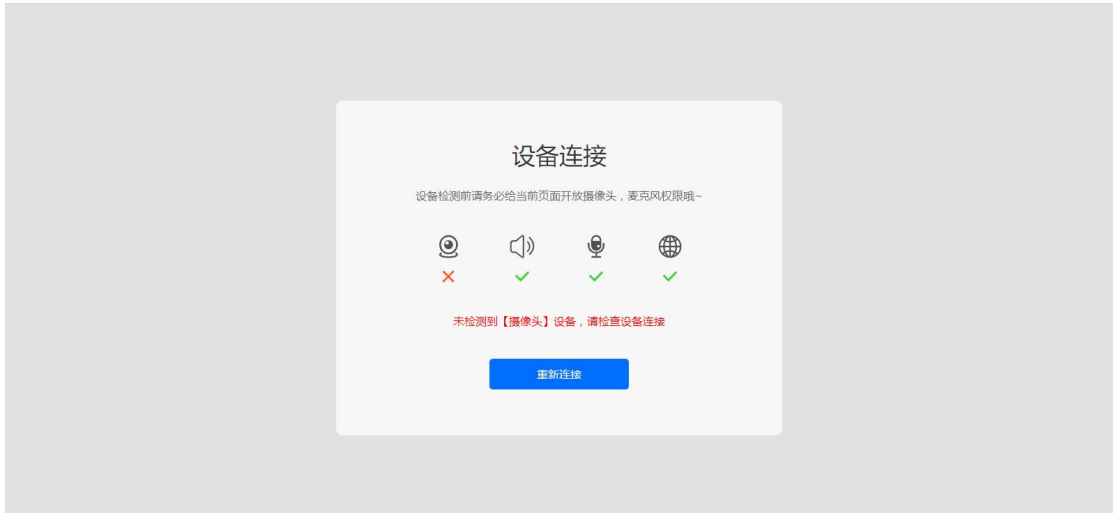 设备连接
设备检测前请务必给当前页面开放摄像头，麦克风权限哦~
未检测到【摄像头】设备，请检查设备连接
重新连接